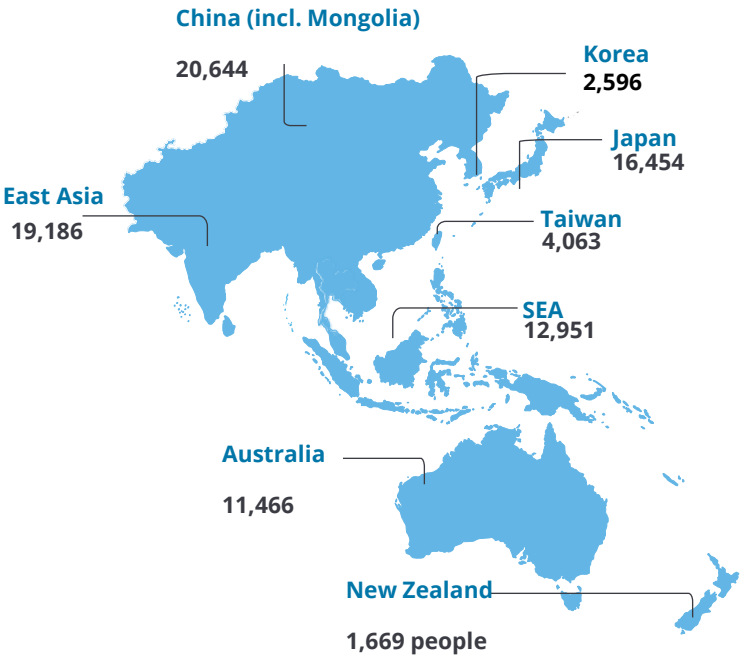 China (incl. Mongolia)
20,644
Korea
2,596
Japan
16,454
East Asia
19,186
Taiwan
4,063
SEA
12,951
Australia
11,466
New Zealand
1,669 people